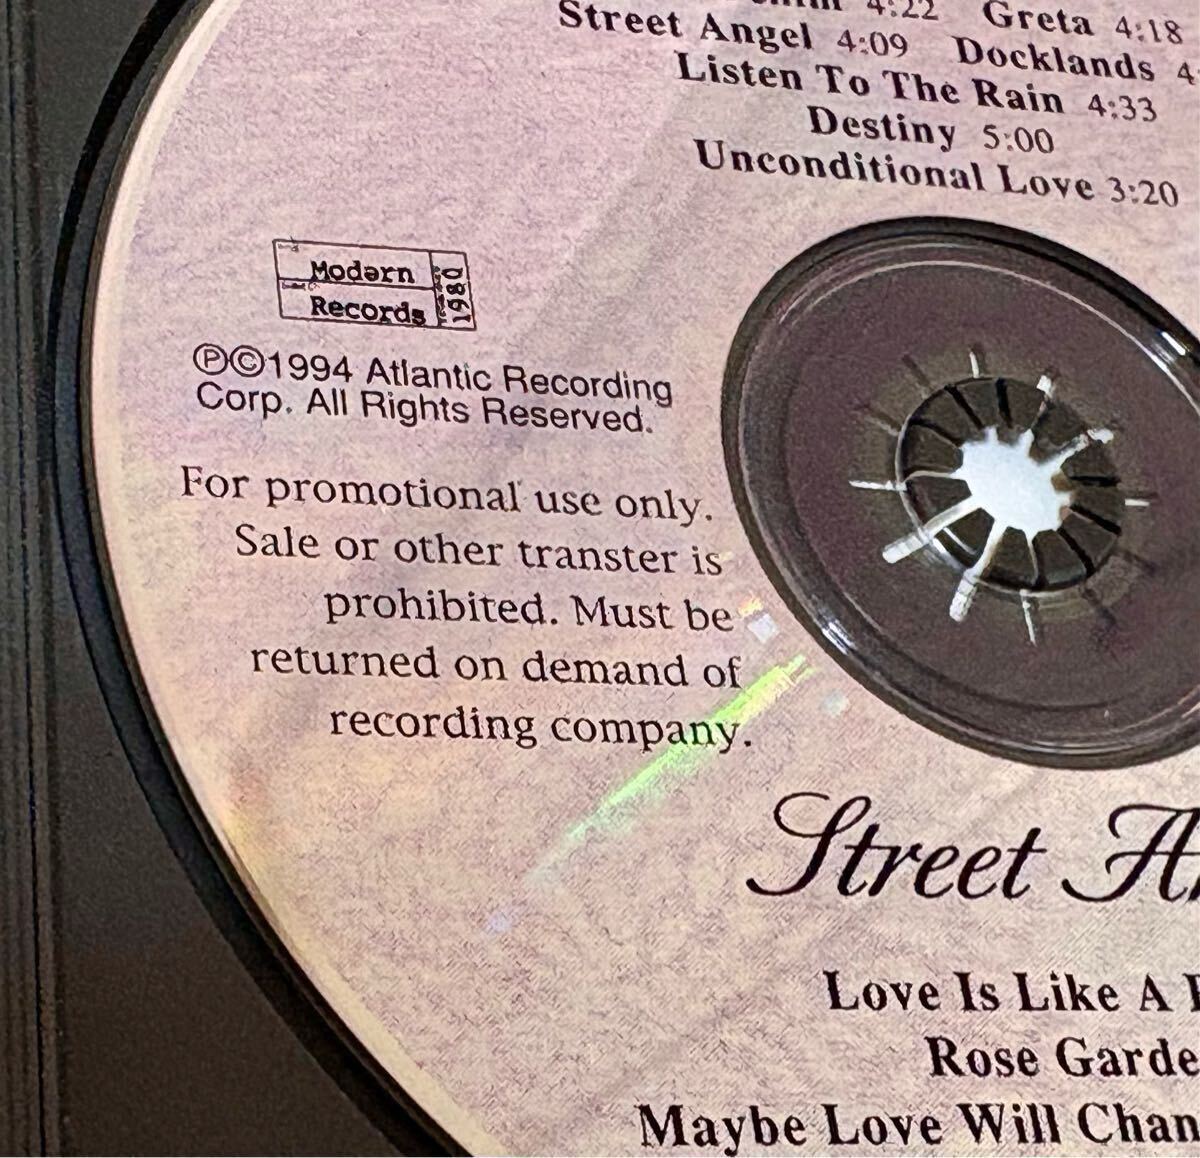 4:22 Greta 4:18
Street Angel 4:09 Docklands 4:
Listen To The Rain 4:33
Destiny 5:00
Unconditional Love 3:20
Modern
Records
1980
Ⓟ©1994 Atlantic Recording
Corp. All Rights Reserved.
For promotional use only.
Sale or other transter is
prohibited. Must be
returned on demand of
recording company.
Street A
Love Is Like A
Rose Garde
Maybe Love Will Chan